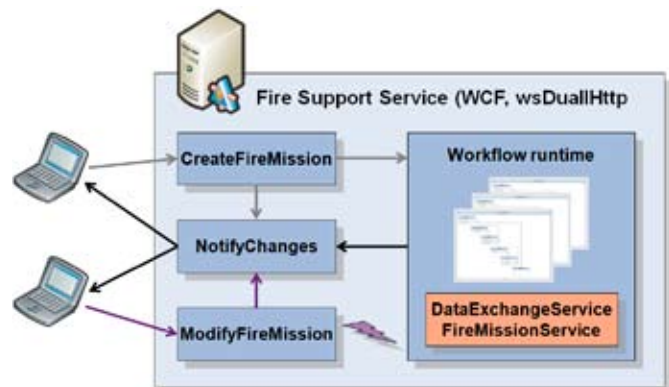 Fire Support Service (WCF, wsDuallHttp
CreateFireMission
Workflow runtime
NotifyChanges
DataExchangeService
FireMissionService
ModifyFireMission